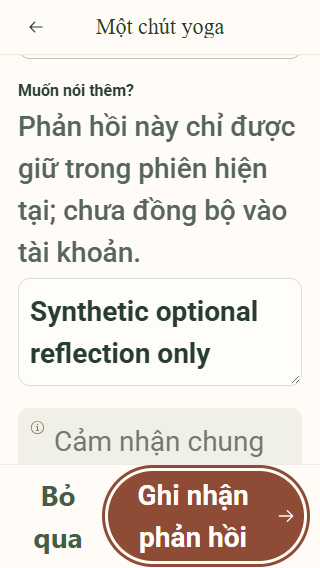 Một chút yoga
Muốn nói thêm?
Phản hồi này chỉ được
giữ trong phiên hiện
tại; chưa đồng bộ vào
tài khoản.
Synthetic optional
reflection only
Cảm nhận chung
Bỏ
qua
Ghi nhận
phản hồi